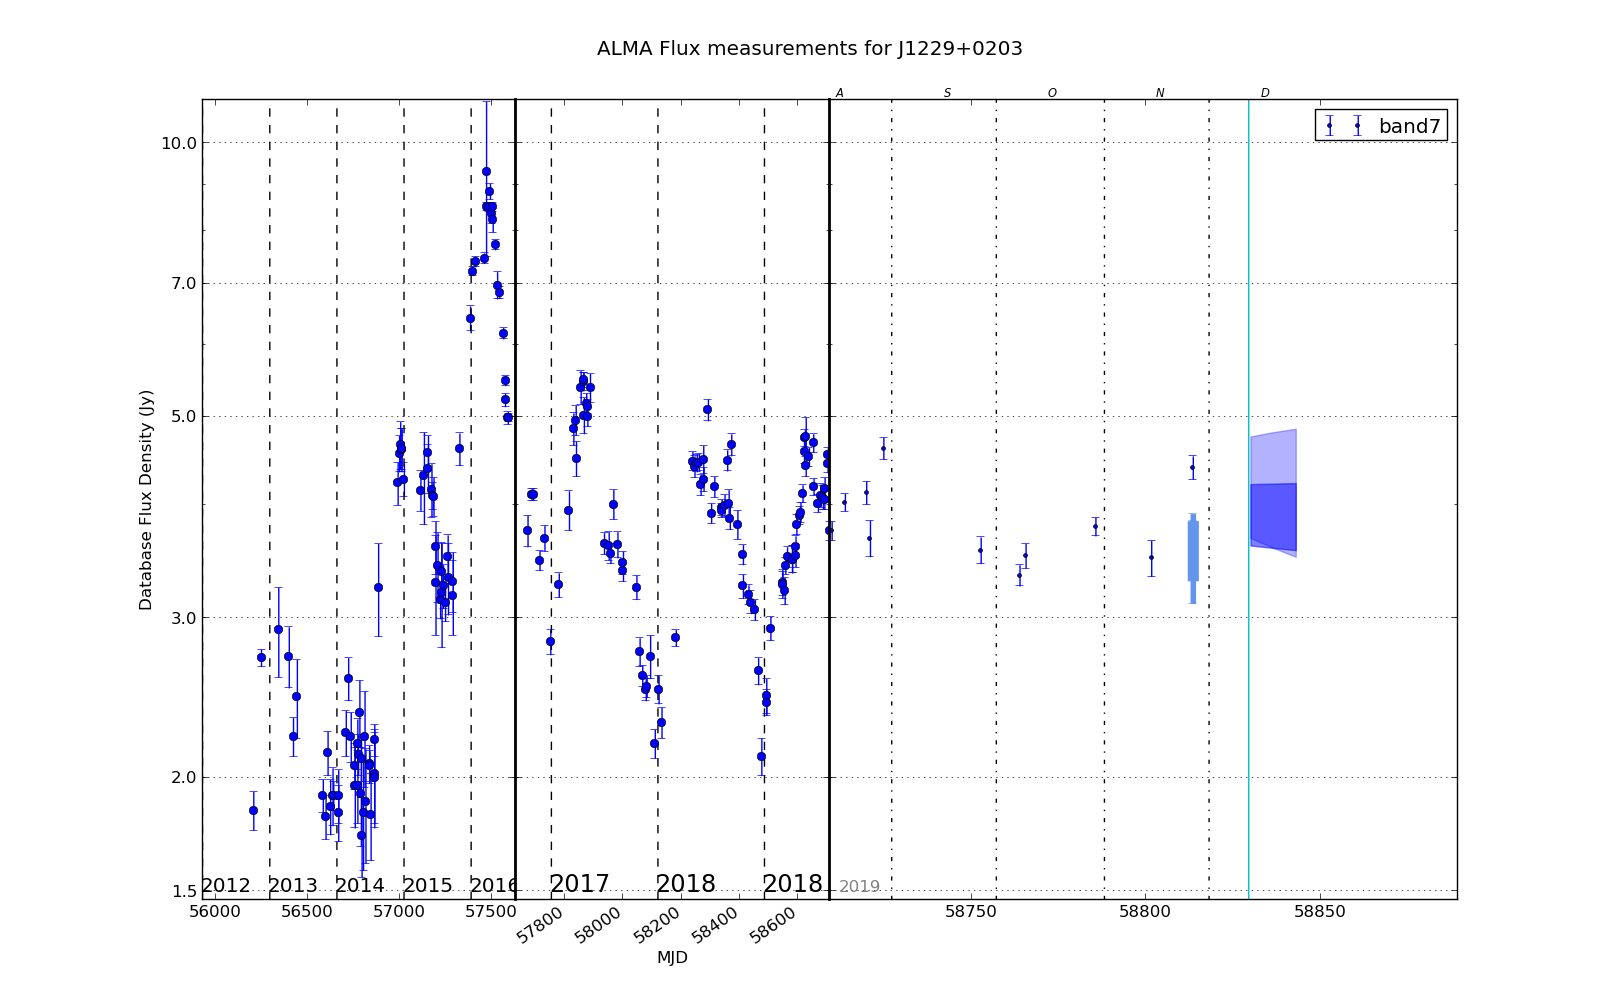 ALMA Flux measurements for J1229+0203
A S O N D
band7
10.0
7.0
5.0
3.0
2.0
1.5
Database Flux Density (Jy)
2012 2013 2014 2015 2016 2017 2018 2018 2019
56000 56500 57000 57500 57800 58000 58200 58400 58600 58750 58800 58850
MJD